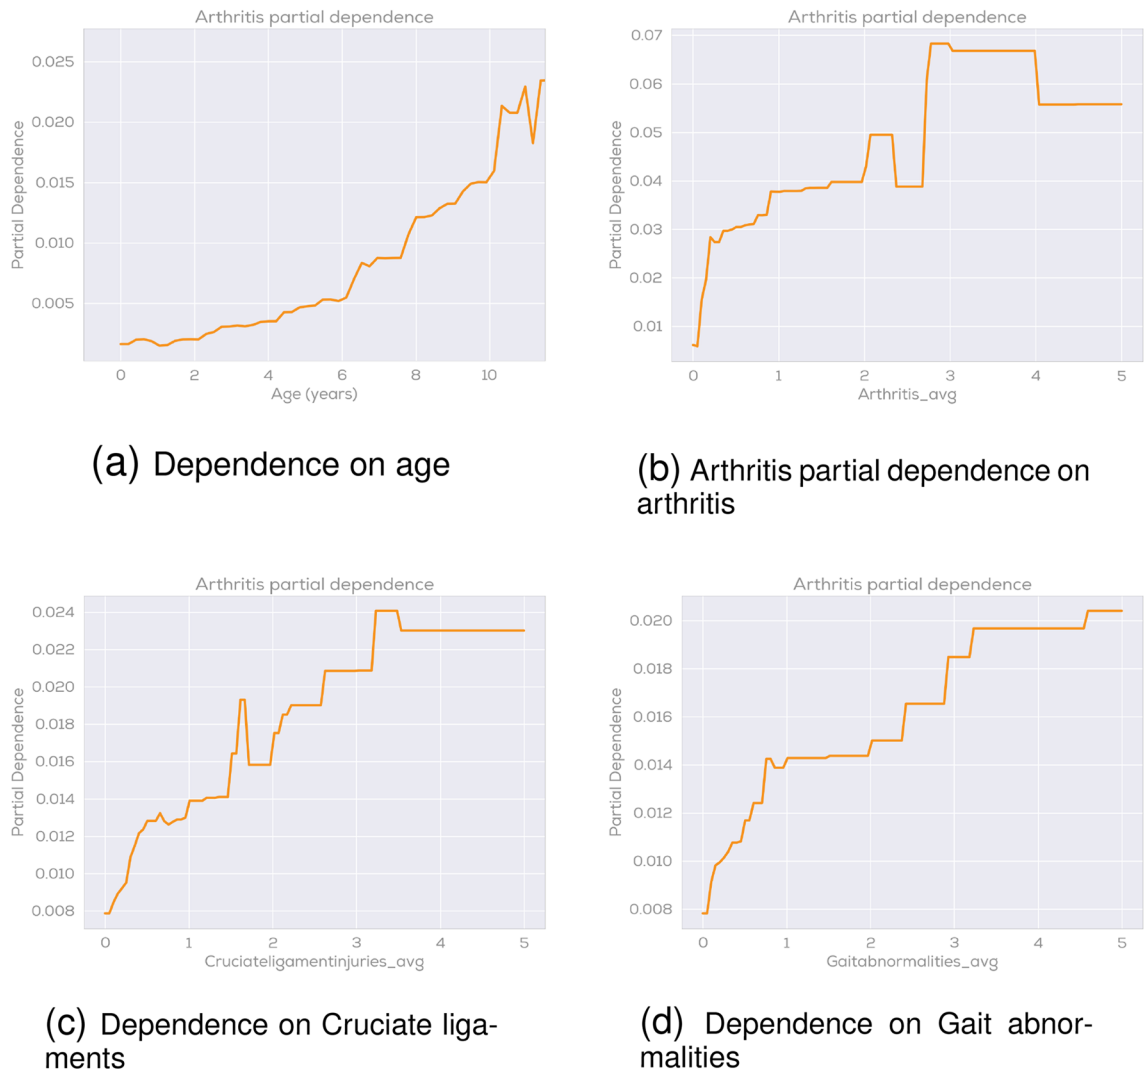 Arthritis partial dependence
0.025
0.020
0.015
0.010
0.005
Partial Dependence
0 2 4 6 8 10
Age (years)
(a) Dependence on age
Arthritis partial dependence
0.07
0.06
0.05
0.04
0.03
0.02
0.01
Partial Dependence
0 1 2 3 4 5
Arthritis_avg
(b) Arthritis partial dependence on
arthritis
Arthritis partial dependence
0.024
0.022
0.020
0.018
0.016
0.014
0.012
0.010
0.008
Partial Dependence
0 1 2 3 4 5
Cruciateligamentinjuries_avg
(c) Dependence on Cruciate liga-
ments
Arthritis partial dependence
0.020
0.018
0.016
0.014
0.012
0.010
0.008
Partial Dependence
0 1 2 3 4 5
Gaitabnormalities_avg
(d) Dependence on Gait abnor-
malities